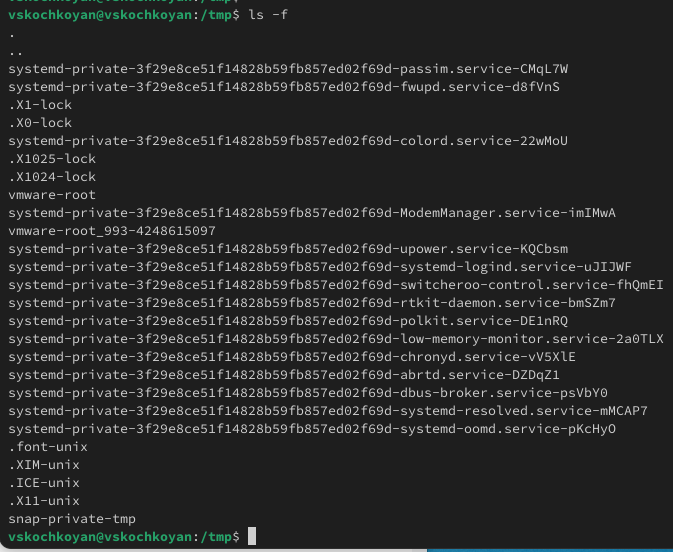 vskochkoyan@vskochkoyan:/tmp$ ls -f
.
..
systemd-private-3f29e8ce51f14828b59fb857ed02f69d-passim.service-CMqL7W
systemd-private-3f29e8ce51f14828b59fb857ed02f69d-fwupd.service-d8fVnS
.X1-lock
.X0-lock
systemd-private-3f29e8ce51f14828b59fb857ed02f69d-colord.service-22wMoU
.X1025-lock
.X1024-lock
vmware-root
systemd-private-3f29e8ce51f14828b59fb857ed02f69d-ModemManager.service-imIMwA
vmware-root_993-4248615097
systemd-private-3f29e8ce51f14828b59fb857ed02f69d-upower.service-KQCbsm
systemd-private-3f29e8ce51f14828b59fb857ed02f69d-systemd-logind.service-uJIJWF
systemd-private-3f29e8ce51f14828b59fb857ed02f69d-switcheroo-control.service-fhQmEI
systemd-private-3f29e8ce51f14828b59fb857ed02f69d-rtkit-daemon.service-bmSZm7
systemd-private-3f29e8ce51f14828b59fb857ed02f69d-polkit.service-DE1nRQ
systemd-private-3f29e8ce51f14828b59fb857ed02f69d-low-memory-monitor.service-2a0TLX
systemd-private-3f29e8ce51f14828b59fb857ed02f69d-chronyd.service-vV5XlE
systemd-private-3f29e8ce51f14828b59fb857ed02f69d-abrtd.service-DZDqZ1
systemd-private-3f29e8ce51f14828b59fb857ed02f69d-dbus-broker.service-psVbY0
systemd-private-3f29e8ce51f14828b59fb857ed02f69d-systemd-resolved.service-mMCAP7
systemd-private-3f29e8ce51f14828b59fb857ed02f69d-systemd-oomd.service-pKcHyO
.font-unix
.XIM-unix
.ICE-unix
.X11-unix
snap-private-tmp
vskochkoyan@vskochkoyan:/tmp$